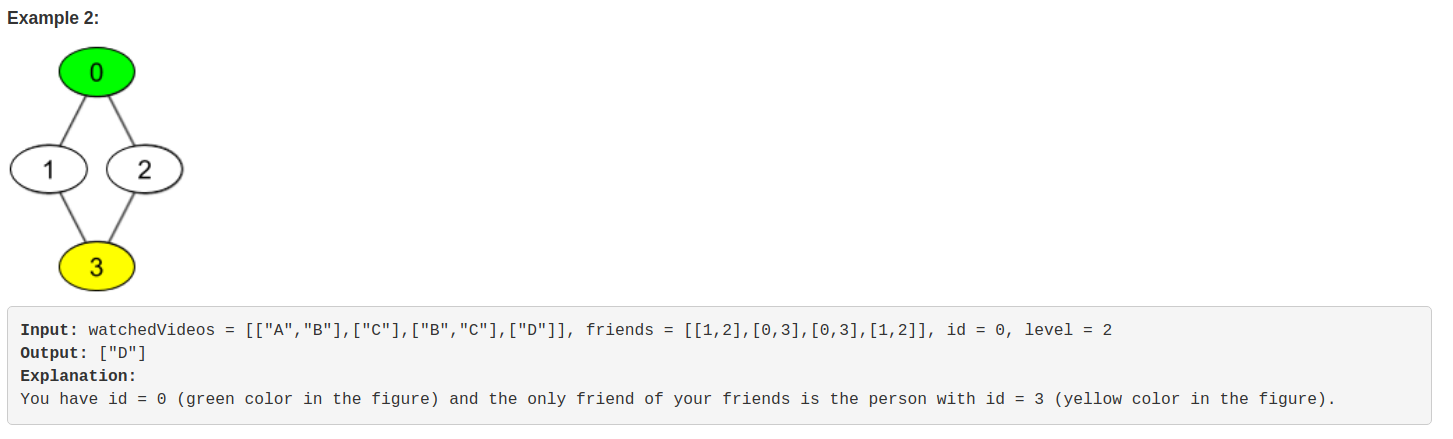 Example 2:
0
1 2
3
Input: watchedVideos = [["A","B"],["C"],["B","C"],["D"]], friends = [[1,2],[0,3],[0,3],[1,2]], id = 0, level = 2
Output: ["D"]
Explanation:
You have id = 0 (green color in the figure) and the only friend of your friends is the person with id = 3 (yellow color in the figure).